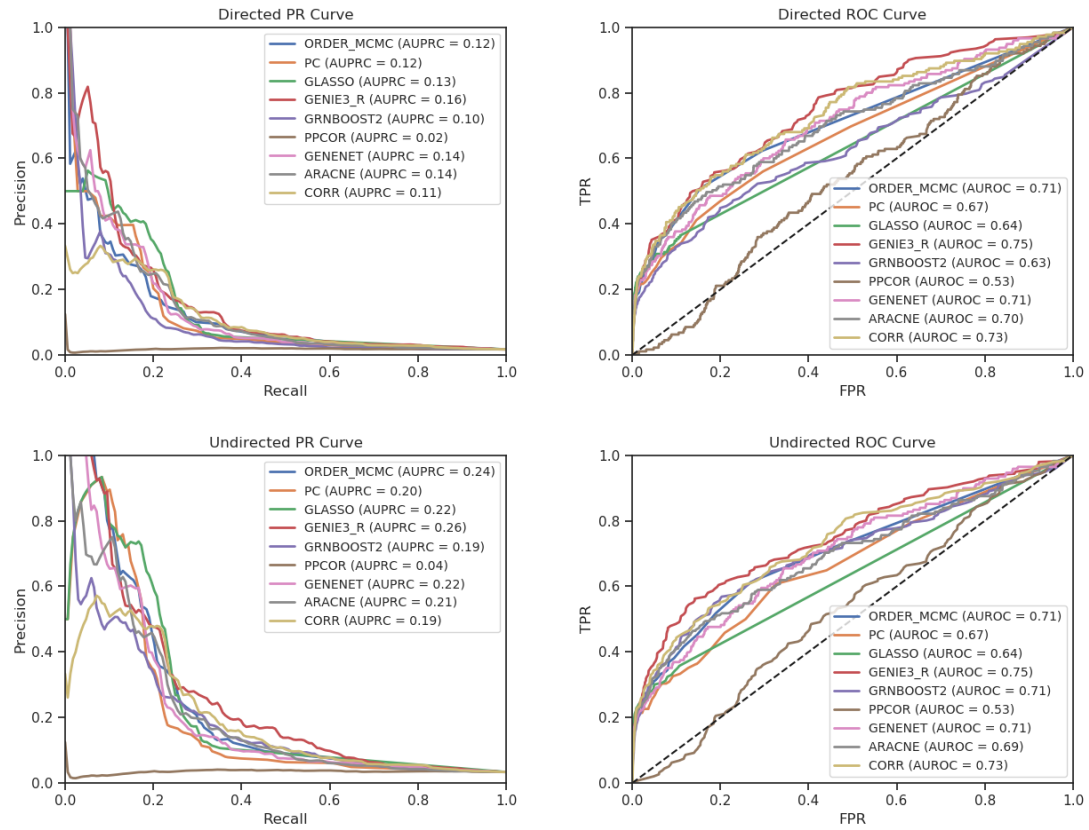 Directed PR Curve
1.0
0.8
0.6
0.4
0.2
0.0
Precision
0.0 0.2 0.4 0.6 0.8 1.0
Recall
ORDER_MCMC (AUPRC = 0.12)
PC (AUPRC = 0.12)
GLASSO (AUPRC = 0.13)
GENIE3_R (AUPRC = 0.16)
GRNBOOST2 (AUPRC = 0.10)
PPCOR (AUPRC = 0.02)
GENENET (AUPRC = 0.14)
ARACNE (AUPRC = 0.14)
CORR (AUPRC = 0.11)
Directed ROC Curve
1.0
0.8
0.6
0.4
0.2
0.0
TPR
0.0 0.2 0.4 0.6 0.8 1.0
FPR
ORDER_MCMC (AUROC = 0.71)
PC (AUROC = 0.67)
GLASSO (AUROC = 0.64)
GENIE3_R (AUROC = 0.75)
GRNBOOST2 (AUROC = 0.63)
PPCOR (AUROC = 0.53)
GENENET (AUROC = 0.71)
ARACNE (AUROC = 0.70)
CORR (AUROC = 0.73)
Undirected PR Curve
1.0
0.8
0.6
0.4
0.2
0.0
Precision
0.0 0.2 0.4 0.6 0.8 1.0
Recall
ORDER_MCMC (AUPRC = 0.24)
PC (AUPRC = 0.20)
GLASSO (AUPRC = 0.22)
GENIE3_R (AUPRC = 0.26)
GRNBOOST2 (AUPRC = 0.19)
PPCOR (AUPRC = 0.04)
GENENET (AUPRC = 0.22)
ARACNE (AUPRC = 0.21)
CORR (AUPRC = 0.19)
Undirected ROC Curve
1.0
0.8
0.6
0.4
0.2
0.0
TPR
0.0 0.2 0.4 0.6 0.8 1.0
FPR
ORDER_MCMC (AUROC = 0.71)
PC (AUROC = 0.67)
GLASSO (AUROC = 0.64)
GENIE3_R (AUROC = 0.75)
GRNBOOST2 (AUROC = 0.71)
PPCOR (AUROC = 0.53)
GENENET (AUROC = 0.71)
ARACNE (AUROC = 0.69)
CORR (AUROC = 0.73)